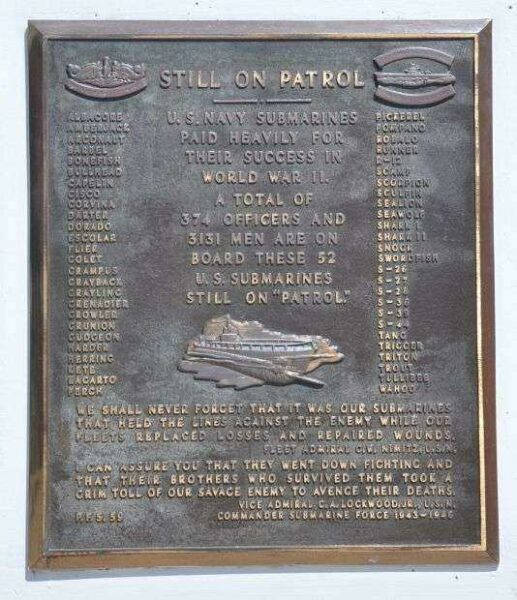 STILL ON PATROL
U.S. NAVY SUBMARINES
PAID HEAVILY FOR
THEIR SUCCESS IN
WORLD WAR II.
A TOTAL OF
374 OFFICERS AND
3131 MEN ARE ON
BOARD THESE 52
U.S. SUBMARINES
STILL ON "PATROL."
ALBACORE
AMBERJACK
ARGONAUT
BARBEL
BONEFISH
BULLHEAD
CAPELIN
CISCO
CORVINA
DARTER
DORADO
ESCOLAR
FLIER
GOLET
GRAMPUS
GRAYBACK
GRAYLING
GRENADIER
GROWLER
GRUNION
GUDGEON
HARDER
HERRING
KETE
LAGARTO
PERCH
PICKEREL
POMPANO
ROBALO
RUNNER
R-12
SCAMP
SCORPION
SCULPIN
SEALION
SEAWOLF
SHARK I
SHARK II
SNOOK
SWORDFISH
S-26
S-27
S-28
S-36
S-39
S-44
TANG
TRIGGER
TRITON
TROUT
TULLIBEE
WAHOO
WE SHALL NEVER FORGET THAT IT WAS OUR SUBMARINES
THAT HELD THE LINES AGAINST THE ENEMY WHILE OUR
FLEETS REPLACED LOSSES AND REPAIRED WOUNDS.
FLEET ADMIRAL C.W. NIMITZ, U.S.N.
I CAN ASSURE YOU THAT THEY WENT DOWN FIGHTING AND
THAT THEIR BROTHERS WHO SURVIVED THEM TOOK A
GRIM TOLL OF OUR SAVAGE ENEMY TO AVENGE THEIR DEATHS.
VICE ADMIRAL C.A. LOCKWOOD, JR., U.S.N.
COMMANDER SUBMARINE FORCE 1943-1946